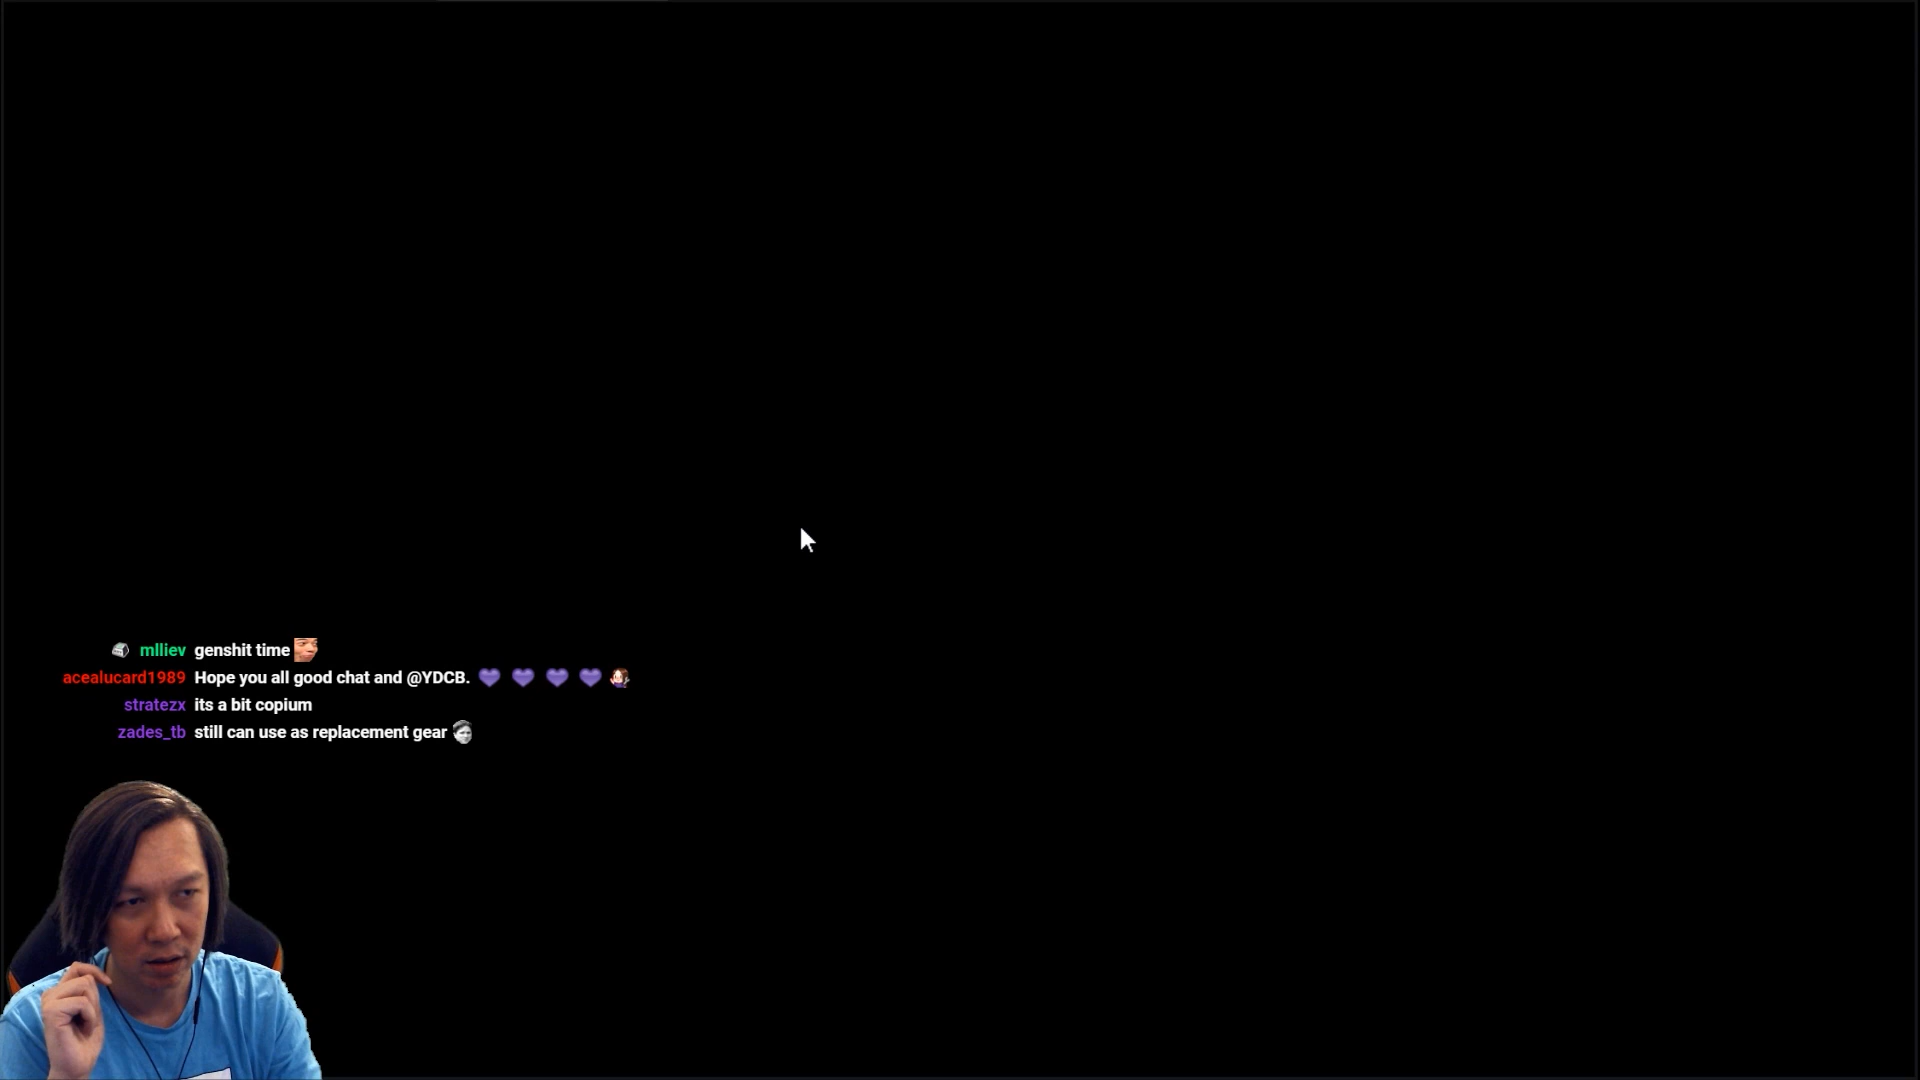 mlliev genshit time
acealucard1989 Hope you all good chat and @YDCB.
stratezx its a bit copium
zades_tb still can use as replacement gear